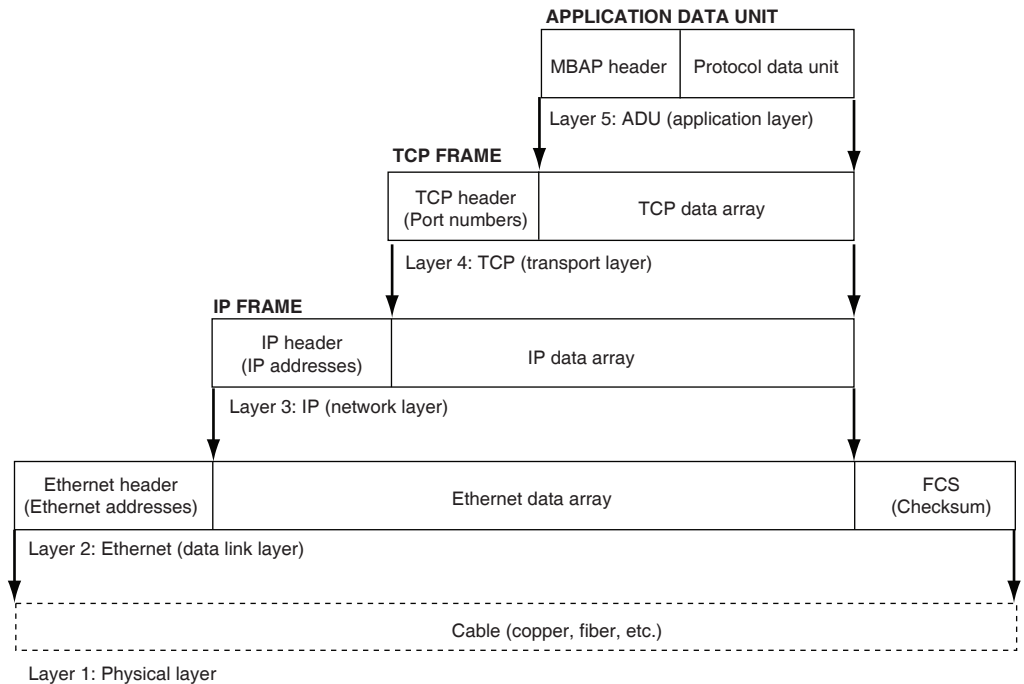 APPLICATION DATA UNIT
MBAP header
Protocol data unit
Layer 5: ADU (application layer)
TCP FRAME
TCP header
(Port numbers)
TCP data array
Layer 4: TCP (transport layer)
IP FRAME
IP header
(IP addresses)
IP data array
Layer 3: IP (network layer)
Ethernet header
(Ethernet addresses)
Ethernet data array
FCS
(Checksum)
Layer 2: Ethernet (data link layer)
Cable (copper, fiber, etc.)
Layer 1: Physical layer